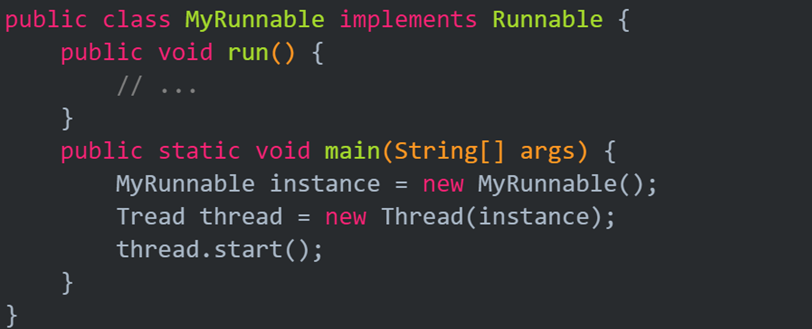 public class MyRunnable implements Runnable {
    public void run() {
        // ...
    }
    public static void main(String[] args) {
        MyRunnable instance = new MyRunnable();
        Tread thread = new Thread(instance);
        thread.start();
    }
}